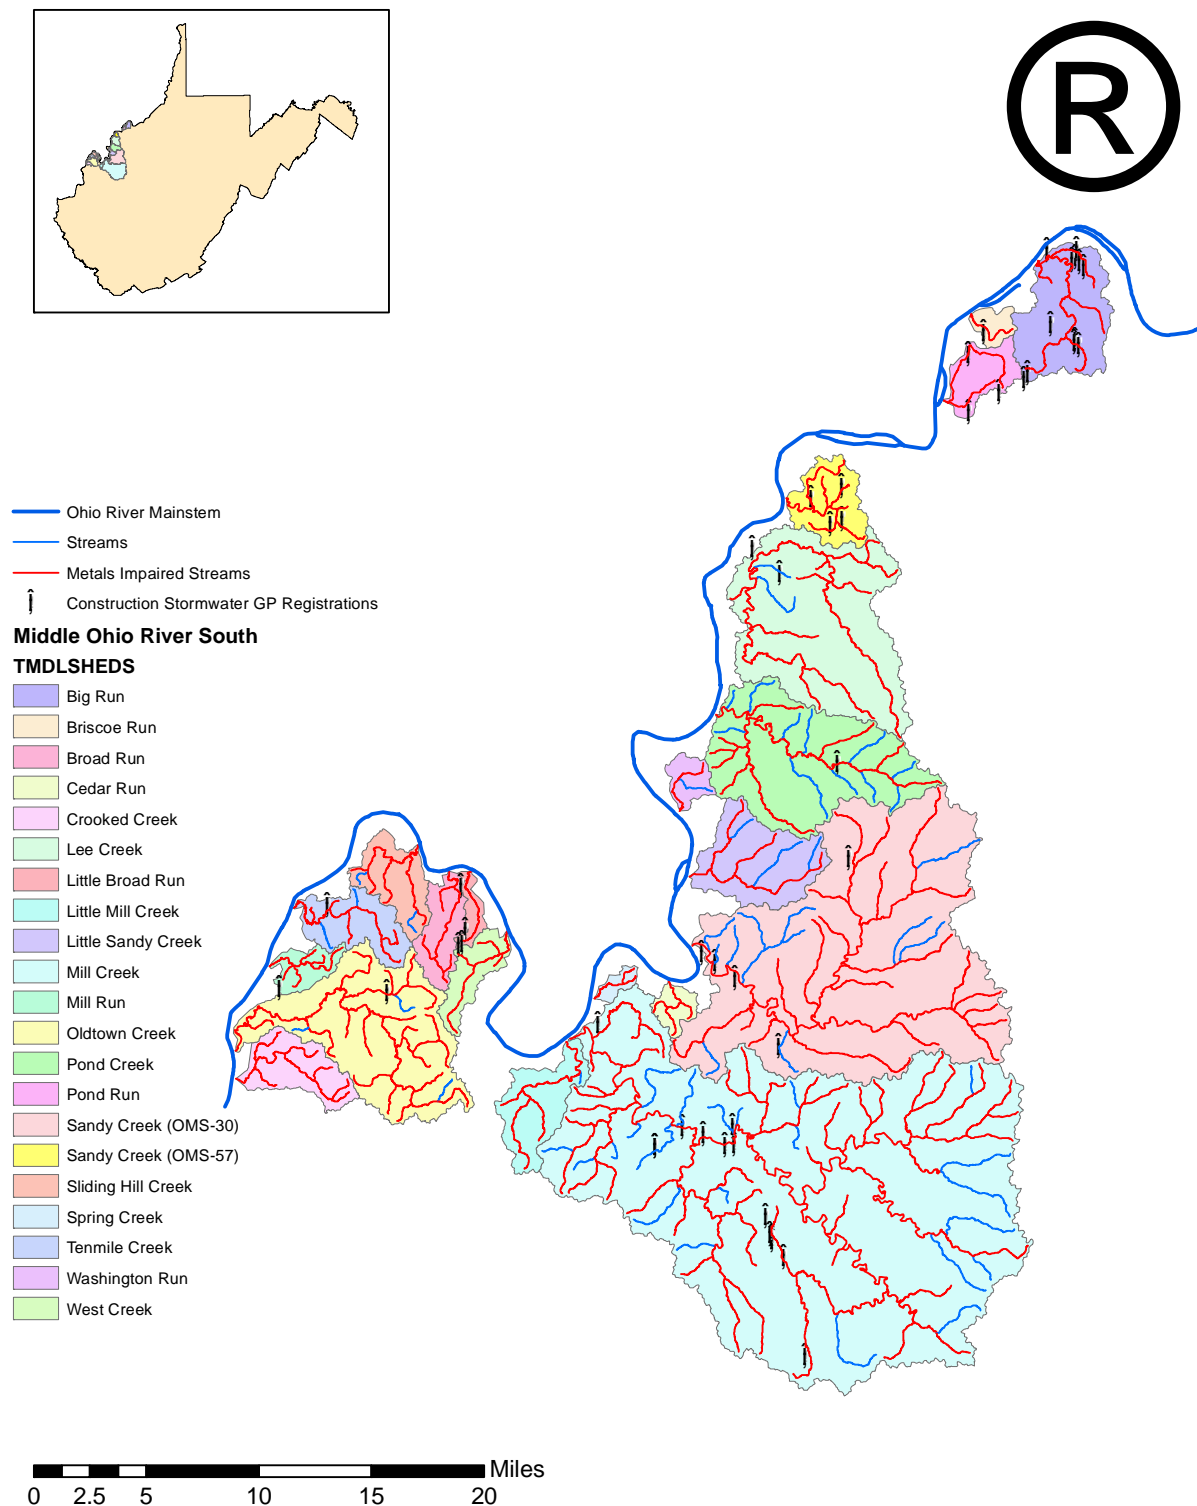 R
Ohio River Mainstem
Streams
Metals Impaired Streams
Construction Stormwater GP Registrations
Middle Ohio River South
TMDLSHEDS
Big Run
Briscoe Run
Broad Run
Cedar Run
Crooked Creek
Lee Creek
Little Broad Run
Little Mill Creek
Little Sandy Creek
Mill Creek
Mill Run
Oldtown Creek
Pond Creek
Pond Run
Sandy Creek (OMS-30)
Sandy Creek (OMS-57)
Sliding Hill Creek
Spring Creek
Tenmile Creek
Washington Run
West Creek
Miles
0 2.5 5 10 15 20